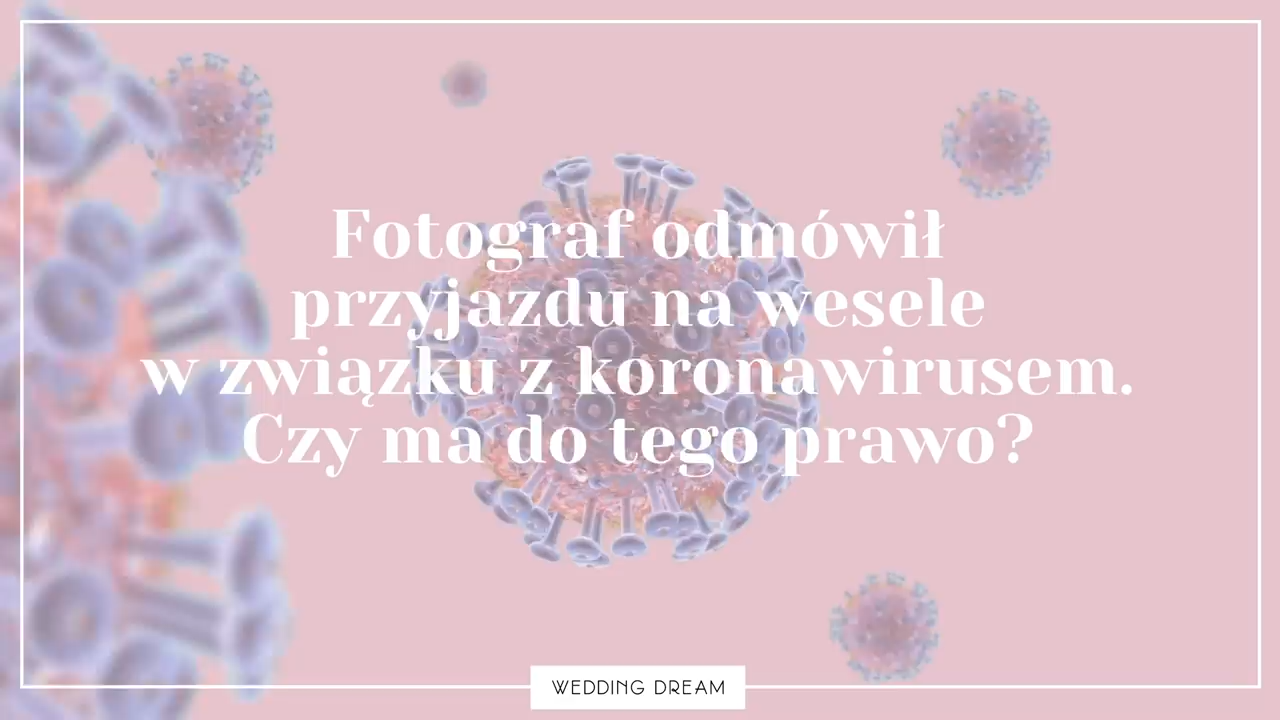 Fotograf odmówił
przyjazdu na wesele
w związku z koronawirusem.
Czy ma do tego prawo?
WEDDING DREAM